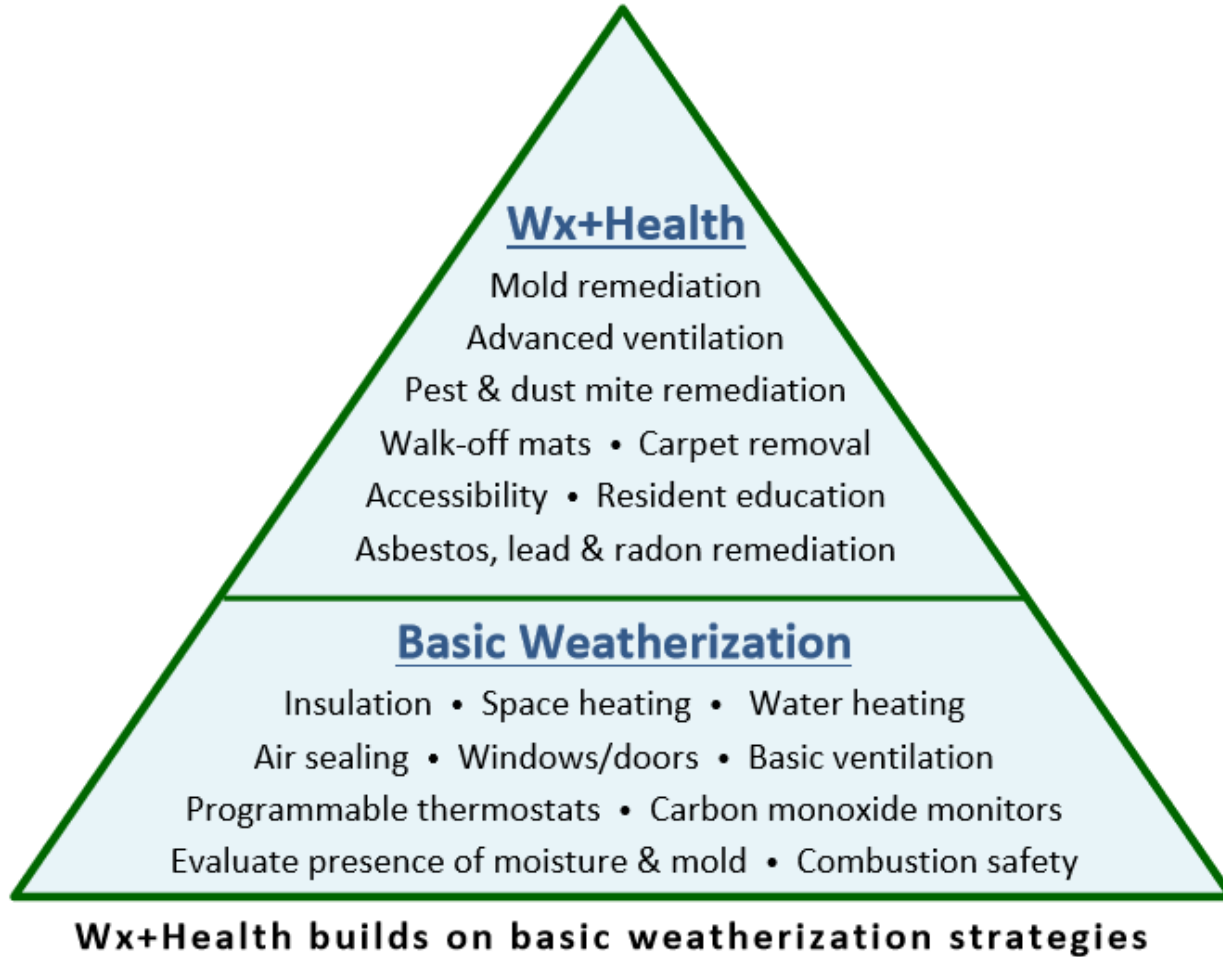 Wx+Health
Mold remediation
Advanced ventilation
Pest & dust mite remediation
Walk-off mats • Carpet removal
Accessibility • Resident education
Asbestos, lead & radon remediation
Basic Weatherization
Insulation • Space heating • Water heating
Air sealing • Windows/doors • Basic ventilation
Programmable thermostats • Carbon monoxide monitors
Evaluate presence of moisture & mold • Combustion safety
Wx+Health builds on basic weatherization strategies